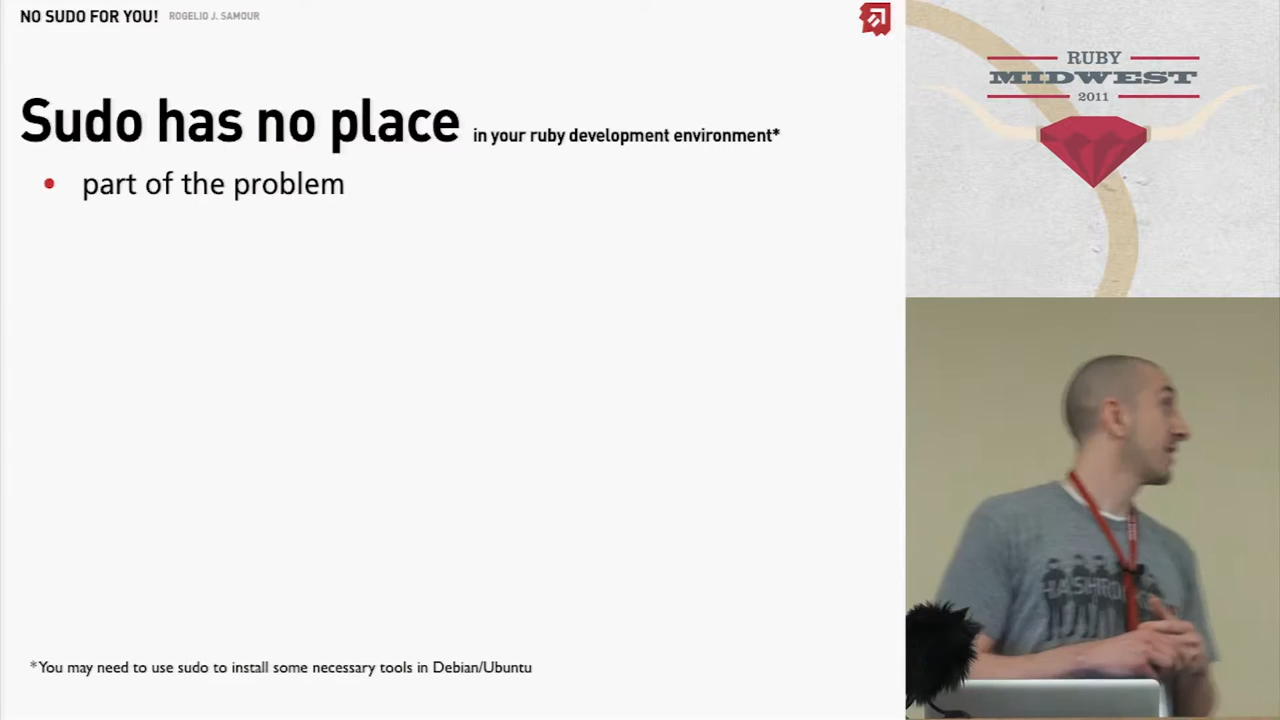 NO SUDO FOR YOU! ROGELIO J. SAMOUR
Sudo has no place in your ruby development environment*
• part of the problem
*You may need to use sudo to install some necessary tools in Debian/Ubuntu
RUBY
MIDWEST
2011